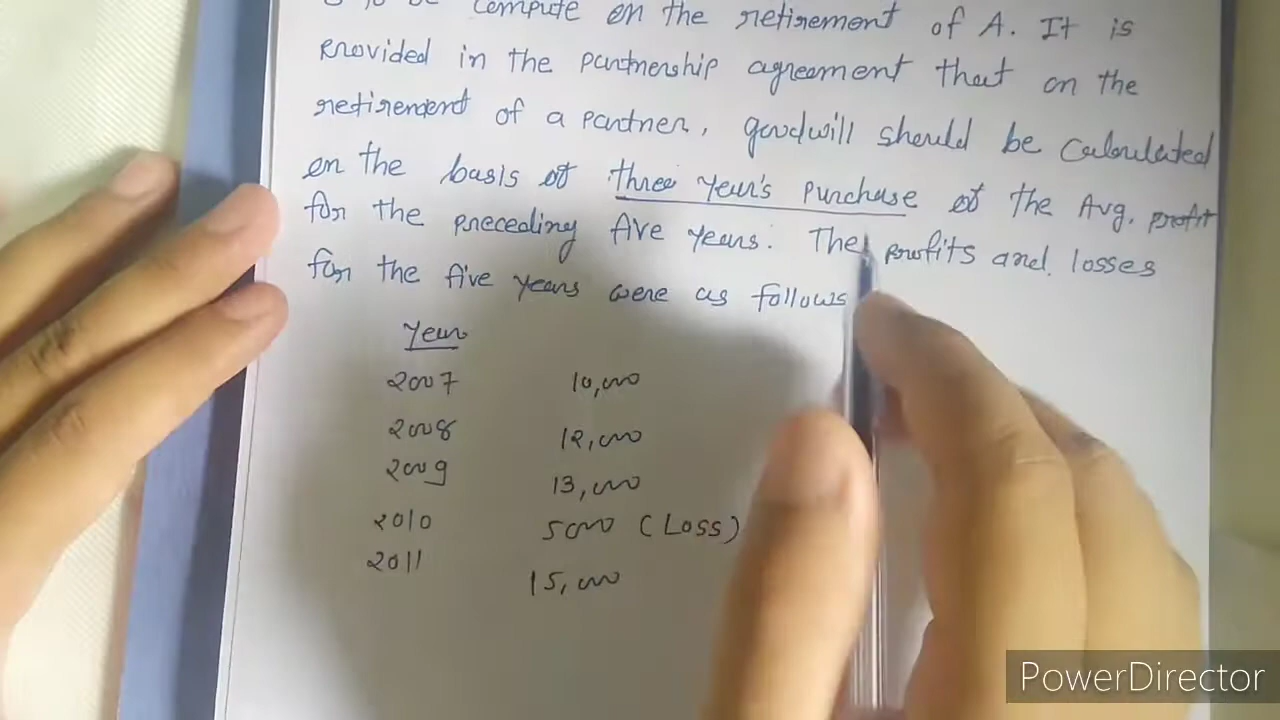 to be compute on the retirement of A. It is
Provided in the partnership agreement that on the
retirement of a partner, goodwill should be calculated
on the basis of three Year's Purchase of the Avg. profit
for the preceding five years. The profits and losses
for the five years were as follows
Year
2007 10,000
2008 12,000
2009 13,000
2010 5000 (Loss)
2011 15,000
PowerDirector